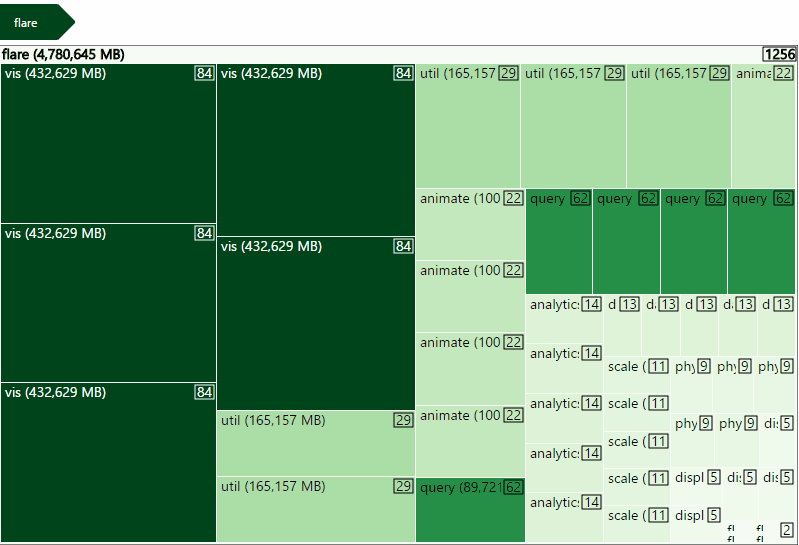 flare
flare (4,780,645 MB) 1256
vis (432,629 MB) 84
vis (432,629 MB) 84
vis (432,629 MB) 84
vis (432,629 MB) 84
vis (432,629 MB) 84
util (165,157 MB) 29
util (165,157 MB) 29
util (165,157 29
util (165,157 29
util (165,157 29
anima 22
animate (100 22
animate (100 22
animate (100 22
animate (100 22
query (89,721 62
query 62
query 62
query 62
query 62
analytic: 14
analytic: 14
analytic: 14
analytic: 14
analytic: 14
d 13
d 13
d 13
d 13
d 13
scale ( 11
scale ( 11
scale ( 11
scale ( 11
scale ( 11
phy 9
phy 9
phy 9
phy 9
phy 9
dis 5
displ 5
dis 5
dis 5
displ 5
fl
fl
2
fl
fl